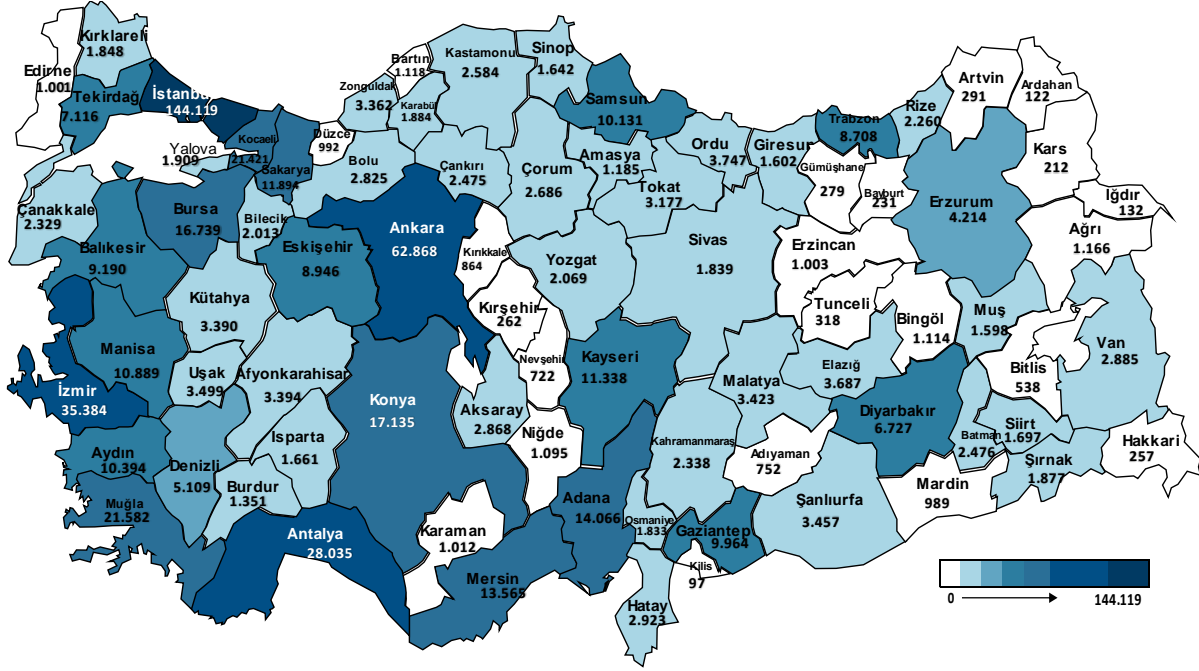 Kırklareli
1.848
Edirne
1.001
Tekirdağ
7.116
İstanbu
144.119
Yalova
1.909
Kocaeli
21.421
Sakarya
11.894
Düzce
992
Zonguldak
3.362
Bartın
1.118
Karabük
1.884
Kastamonu
2.584
Sinop
1.642
Samsun
10.131
Bolu
2.825
Çankırı
2.475
Çorum
2.686
Amasya
1.185
Tokat
3.177
Ordu
3.747
Giresun
1.602
Trabzon
8.708
Rize
2.260
Artvin
291
Ardahan
122
Kars
212
Gümüşhane
279
Bayburt
231
Erzurum
4.214
Iğdır
132
Ağrı
1.166
Çanakkale
2.329
Balıkesir
9.190
Bursa
16.739
Bilecik
2.013
Eskişehir
8.946
Ankara
62.868
Kırıkkale
864
Kırşehir
262
Yozgat
2.069
Sivas
1.839
Erzincan
1.003
Tunceli
318
Bingöl
1.114
Muş
1.598
Bitlis
538
Van
2.885
Kütahya
3.390
Manisa
10.889
Uşak
3.499
Afyonkarahisa
3.394
İzmir
35.384
Konya
17.135
Aksaray
2.868
Nevşehir
722
Kayseri
11.338
Niğde
1.095
Malatya
3.423
Elazığ
3.687
Diyarbakır
6.727
Batman
2.476
Siirt
1.697
Şırnak
1.877
Hakkari
257
Mardin
989
Aydın
10.394
Denizli
5.109
Isparta
1.661
Burdur
1.351
Muğla
21.582
Antalya
28.035
Karaman
1.012
Mersin
13.565
Adana
14.066
Osmaniye
1.833
Kahramanmaraş
2.338
Adıyaman
752
Şanlıurfa
3.457
Gaziantep
9.964
Kilis
97
Hatay
2.923
0
144.119